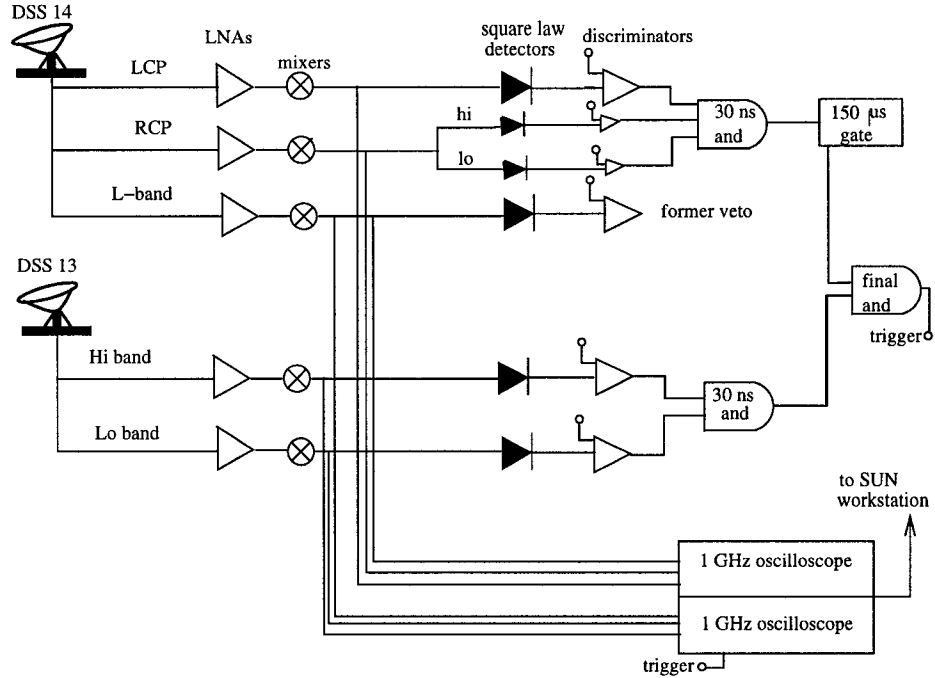 DSS 14
LNAs
square law
detectors
discriminators
LCP
mixers
RCP
hi
lo
30 ns
and
150 μs
gate
L-band
former veto
DSS 13
final
and
trigger
Hi band
30 ns
and
Lo band
to SUN
workstation
1 GHz oscilloscope
1 GHz oscilloscope
trigger